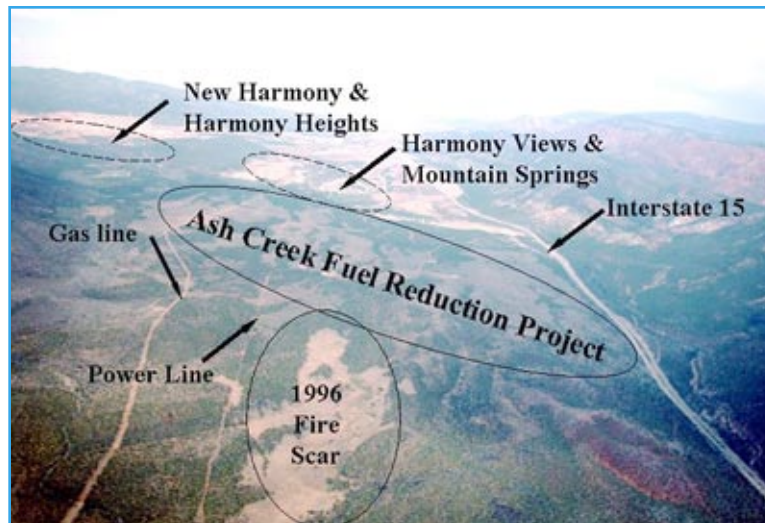 New Harmony &
Harmony Heights
Harmony Views &
Mountain Springs
Interstate 15
Gas line
Ash Creek Fuel Reduction Project
Power Line
1996
Fire
Scar